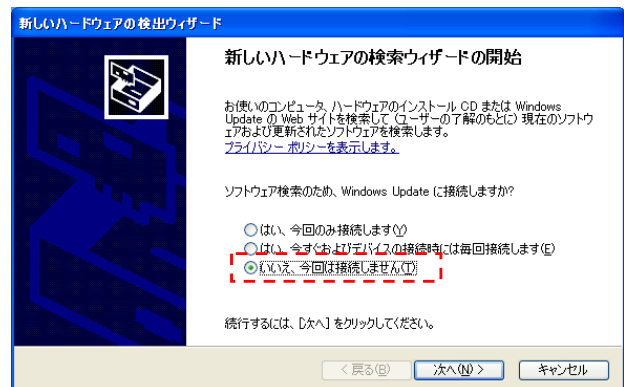 新しいハードウェアの検出ウィザード
新しいハードウェアの検索ウィザードの開始
お使いのコンピュータ、ハードウェアのインストール CD または Windows
Update の Web サイトを検索して (ユーザーの了解のもとに) 現在のソフトウ
ェアおよび更新されたソフトウェアを検索します。
プライバシー ポリシーを表示します。
ソフトウェア検索のため、Windows Update に接続しますか?
はい、今回のみ接続します(Y)
はい、今すぐおよびデバイスの接続時には毎回接続します(E)
いいえ、今回は接続しません(T)
続行するには、[次へ] をクリックしてください。
< 戻る(B) 次へ(N) > キャンセル